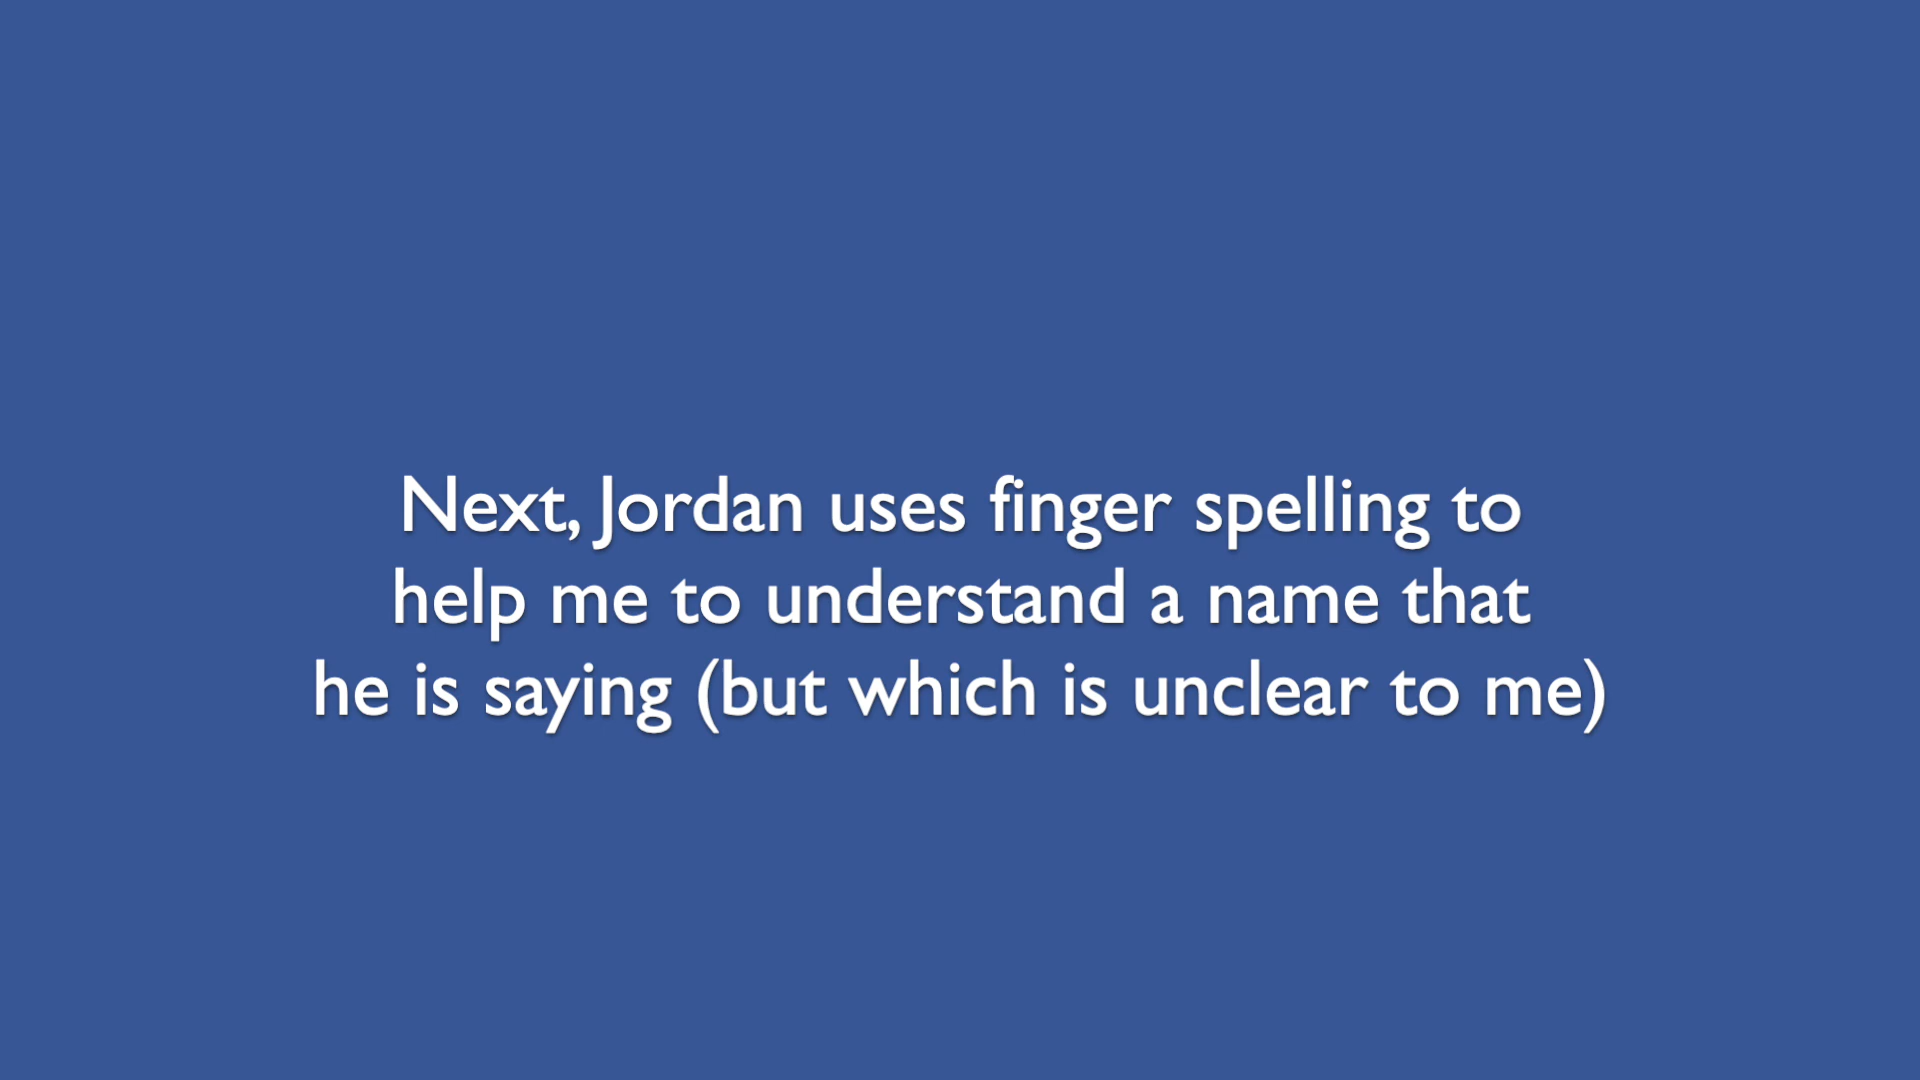 Next, Jordan uses finger spelling to
help me to understand a name that
he is saying (but which is unclear to me)